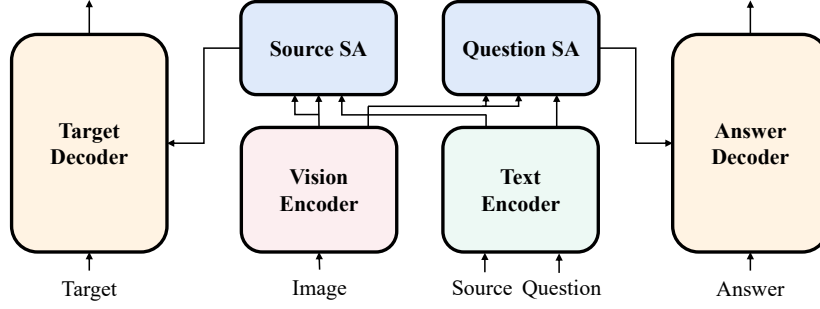 Source SA
Question SA
Target
Decoder
Vision
Encoder
Text
Encoder
Answer
Decoder
Target
Image
Source
Question
Answer